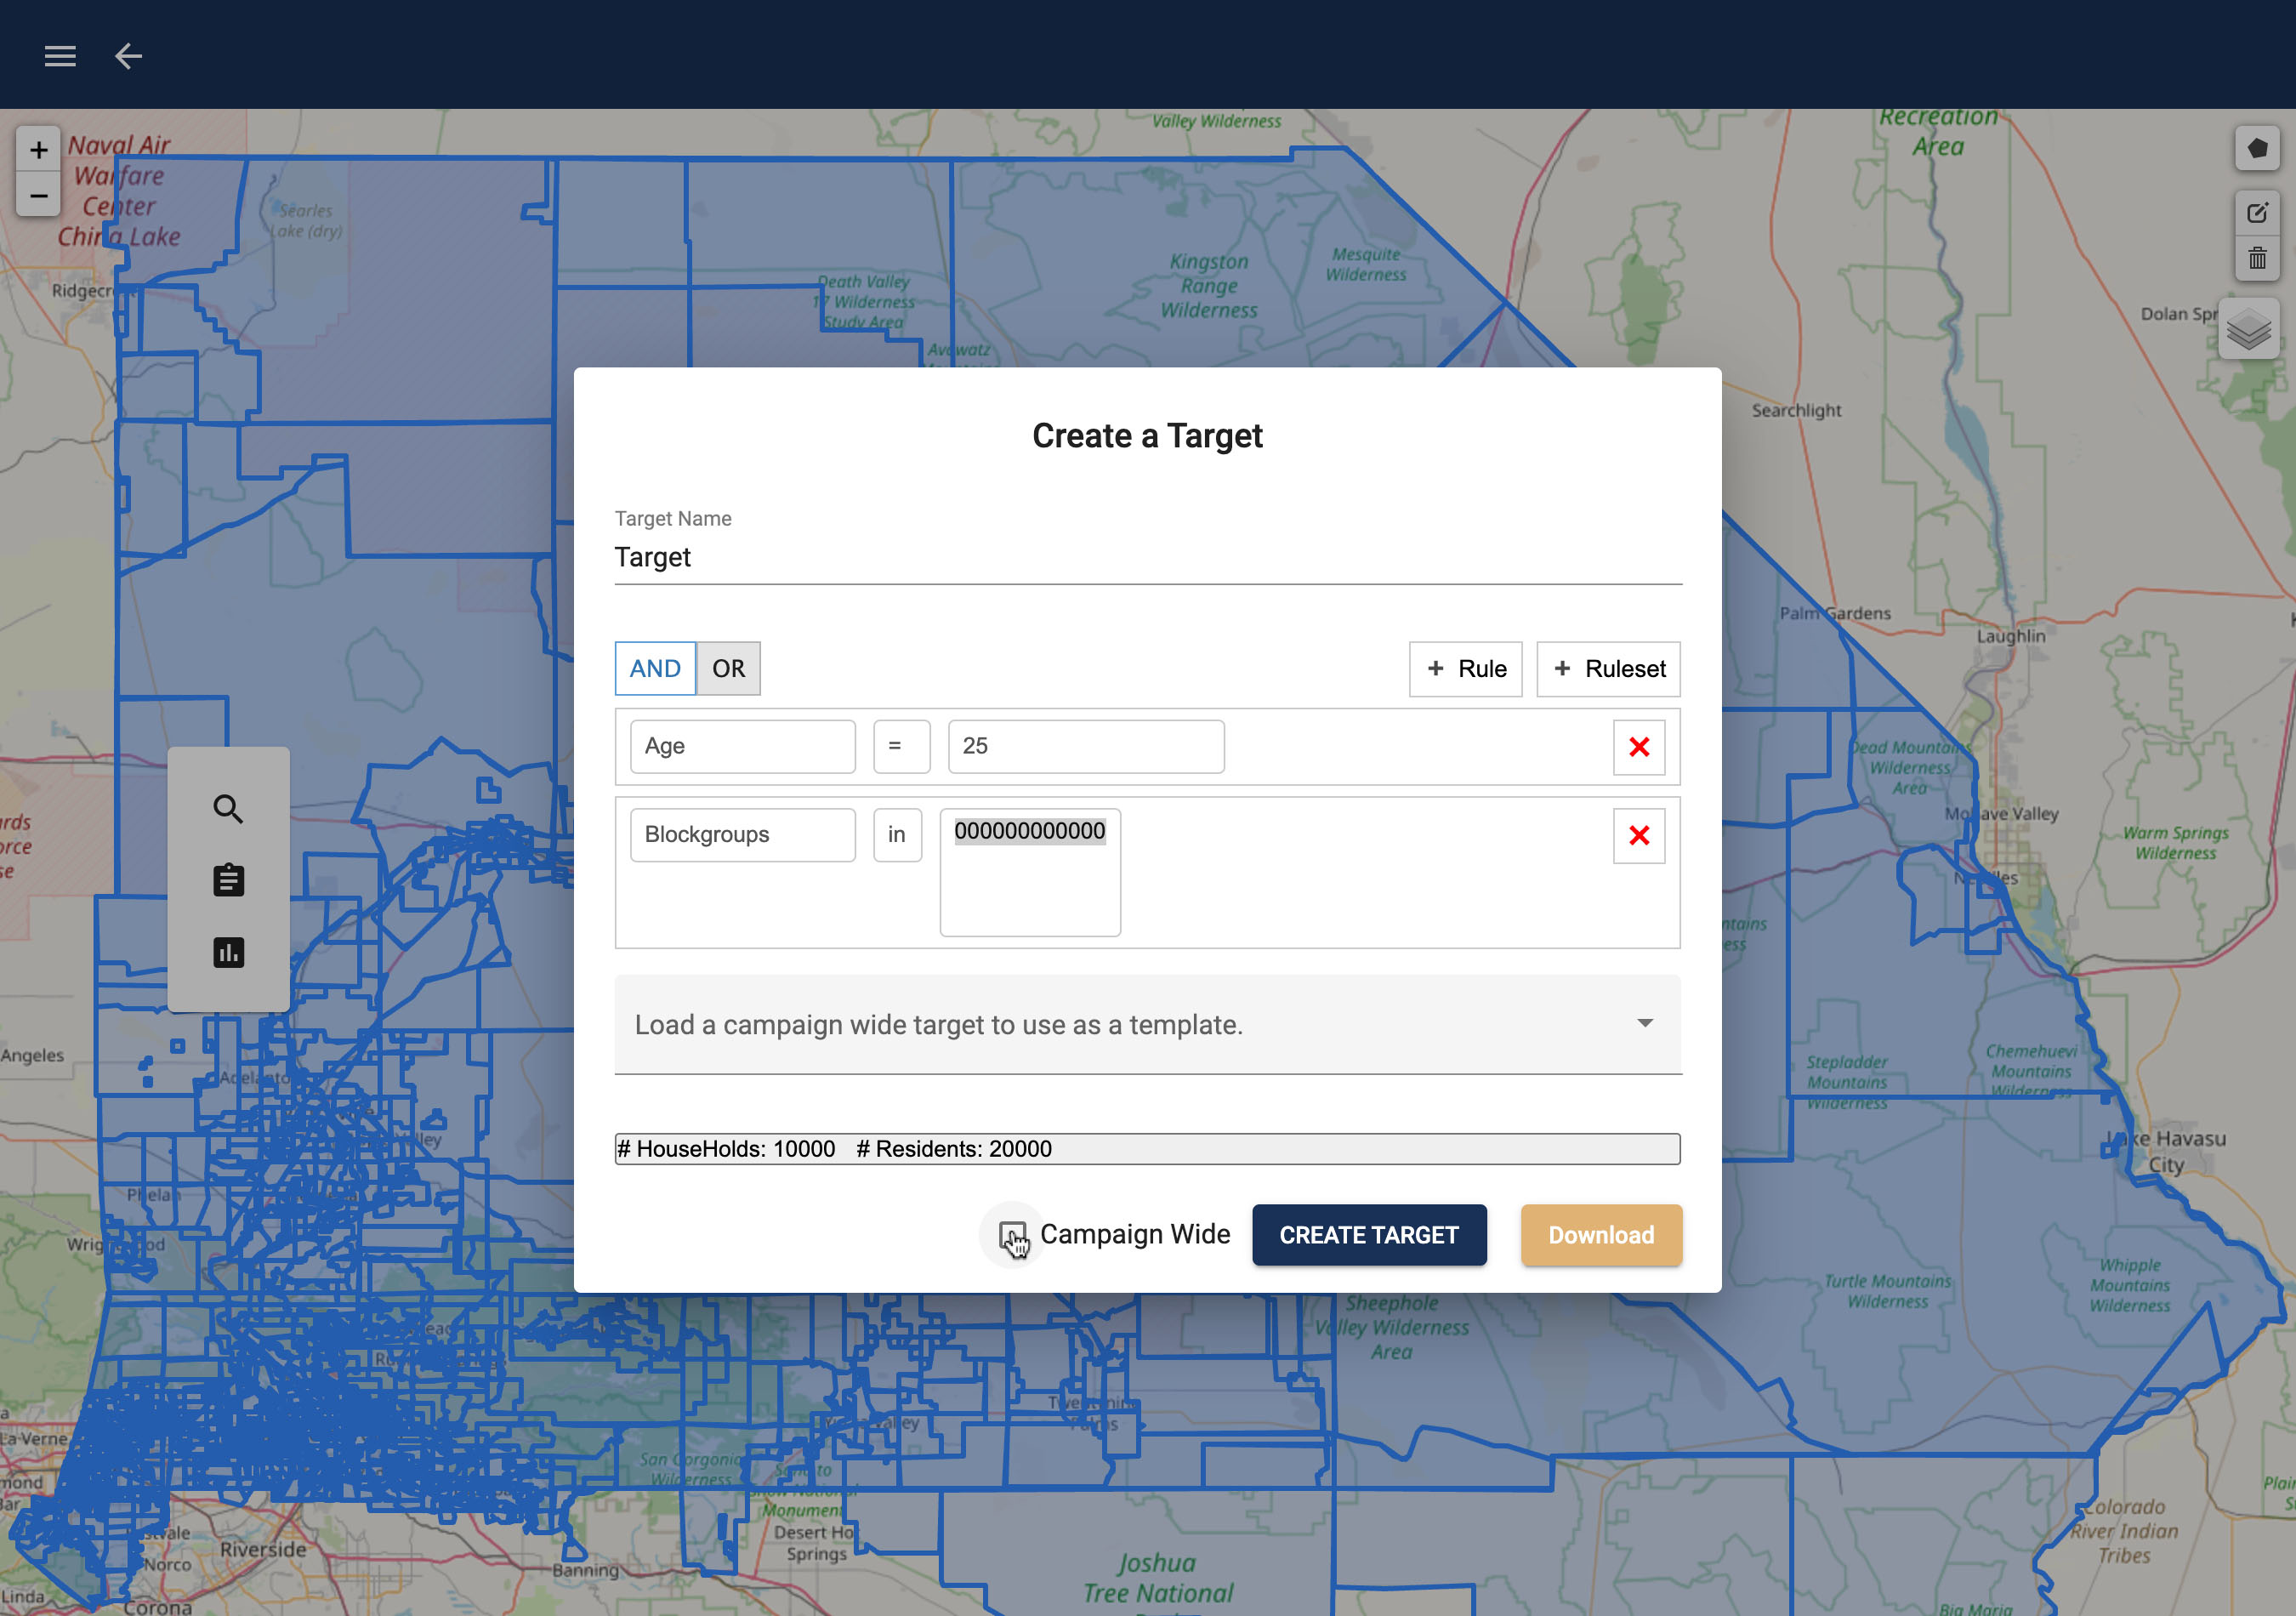 +
−
Naval Air
Warfare
Center
China Lake
Searles
Lake (dry)
Valley Wilderness
Recreation
Area
Kingston
Range
Wilderness
Mesquite
Wilderness
Death Valley
17 Wilderness
Study Area
Avawatz
Dolan Spr
Searchlight
Create a Target
Target Name
Target
AND
OR
+ Rule
+ Ruleset
Age
=
25
Blockgroups
in
000000000000
Load a campaign wide target to use as a template.
# HouseHolds: 10000 # Residents: 20000
Campaign Wide
CREATE TARGET
Download
Palm Gardens
Laughlin
Dead Mountains
Wilderness
Area
Mohave Valley
Warm Springs
Wilderness
Stepladder
Mountains
Wilderness
Chemehuevi
Mountains
Wilderness
Lake Havasu
City
Turtle Mountains
Wilderness
Whipple
Mountains
Wilderness
Angeles
Adelanto
Phelan
Sheephole
Valley Wilderness
Area
San Gorgonio
Wilderness
Monument
Desert Ho
Springs
La Verne
Norco
Riverside
Banning
Linda
Corona
Joshua
Tree National
Colorado
River Indian
Tribes
Big Maria